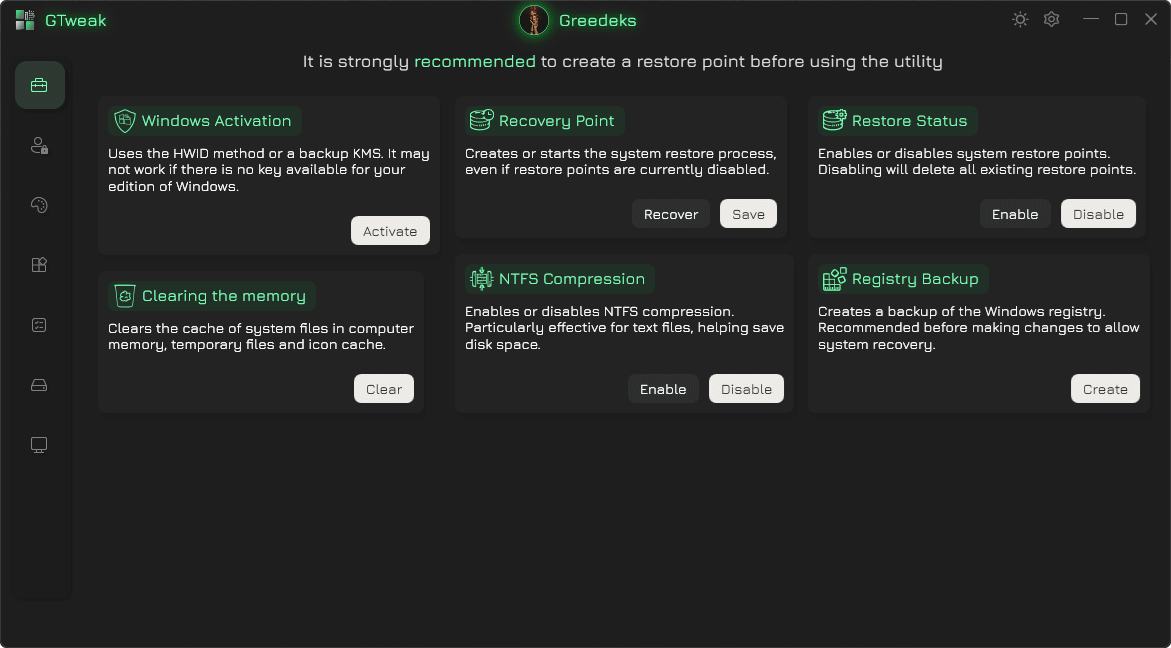 GTweak
Greedeks
It is strongly recommended to create a restore point before using the utility
Windows Activation
Uses the HWID method or a backup KMS. It may
not work if there is no key available for your
edition of Windows.
Activate
Recovery Point
Creates or starts the system restore process,
even if restore points are currently disabled.
Recover
Save
Restore Status
Enables or disables system restore points.
Disabling will delete all existing restore points.
Enable
Disable
Clearing the memory
Clears the cache of system files in computer
memory, temporary files and icon cache.
Clear
NTFS Compression
Enables or disables NTFS compression.
Particularly effective for text files, helping save
disk space.
Enable
Disable
Registry Backup
Creates a backup of the Windows registry.
Recommended before making changes to allow
system recovery.
Create